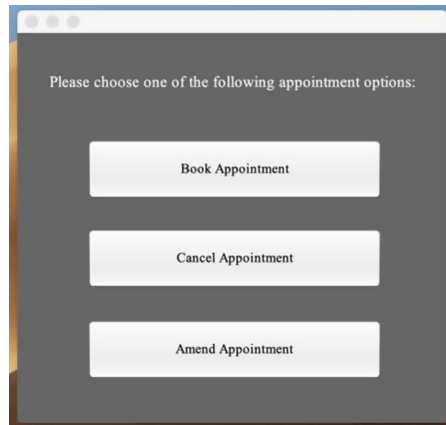 Please choose one of the following appointment options:
Book Appointment
Cancel Appointment
Amend Appointment